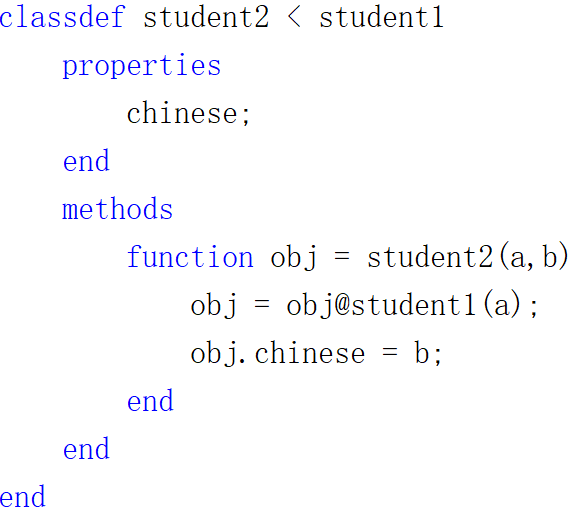 classdef student2 < student1
    properties
        chinese;
    end
    methods
        function obj = student2(a,b)
            obj = obj@student1(a);
            obj.chinese = b;
        end
    end
end